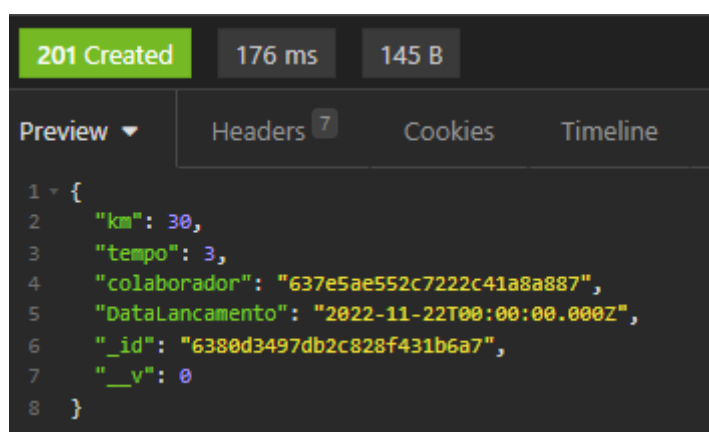 201 Created 176 ms 145 B
Preview Headers 7 Cookies Timeline
1 {
2 "km": 30,
3 "tempo": 3,
4 "colaborador": "637e5ae552c7222c41a8a887",
5 "DataLancamento": "2022-11-22T00:00:00.000Z",
6 "_id": "6380d3497db2c828f431b6a7",
7 "__v": 0
8 }